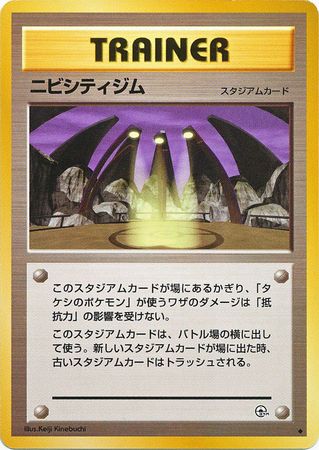 TRAINER
ニビシティジム
スタジアムカード
このスタジアムカードが場にあるかぎり、「タ
ケシのポケモン」が使うワザのダメージは「抵
抗力」の影響を受けない。
このスタジアムカードは、バトル場の横に出し
て使う。新しいスタジアムカードが場に出た時、
古いスタジアムカードはトラッシュされる。
illus.Keiji Kinebuchi